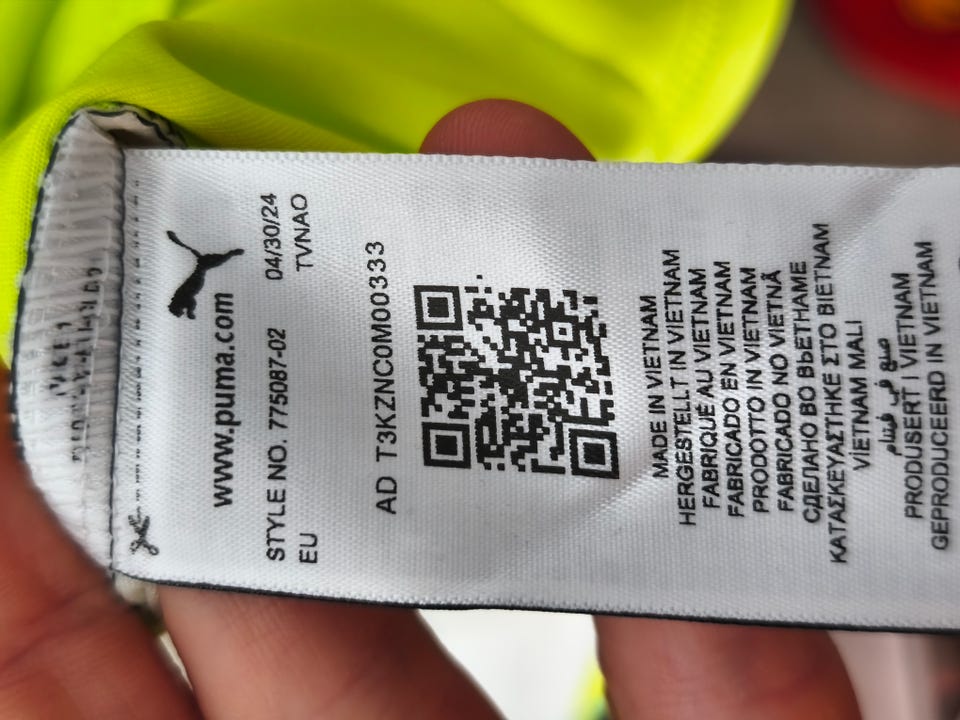 www.puma.com
STYLE NO. 775087-02 04/30/24
EU TVNAO
AD T3KZNC0M00333
MADE IN VIETNAM
HERGESTELLT IN VIETNAM
FABRIQUÉ AU VIETNAM
FABRICADO EN VIETNAM
PRODOTTO IN VIETNAM
FABRICADO NO VIETNÃ
СДЕЛАНО ВО ВЬЕТНАМЕ
ΚΑΤΑΣΚΕΥΑΣΤΗΚΕ ΣΤΟ ΒΙΕΤΝΑΜ
VİETNAM MALI
صنع في فيتنام
PRODUSERT I VIETNAM
GEPRODUCEERD IN VIETNAM